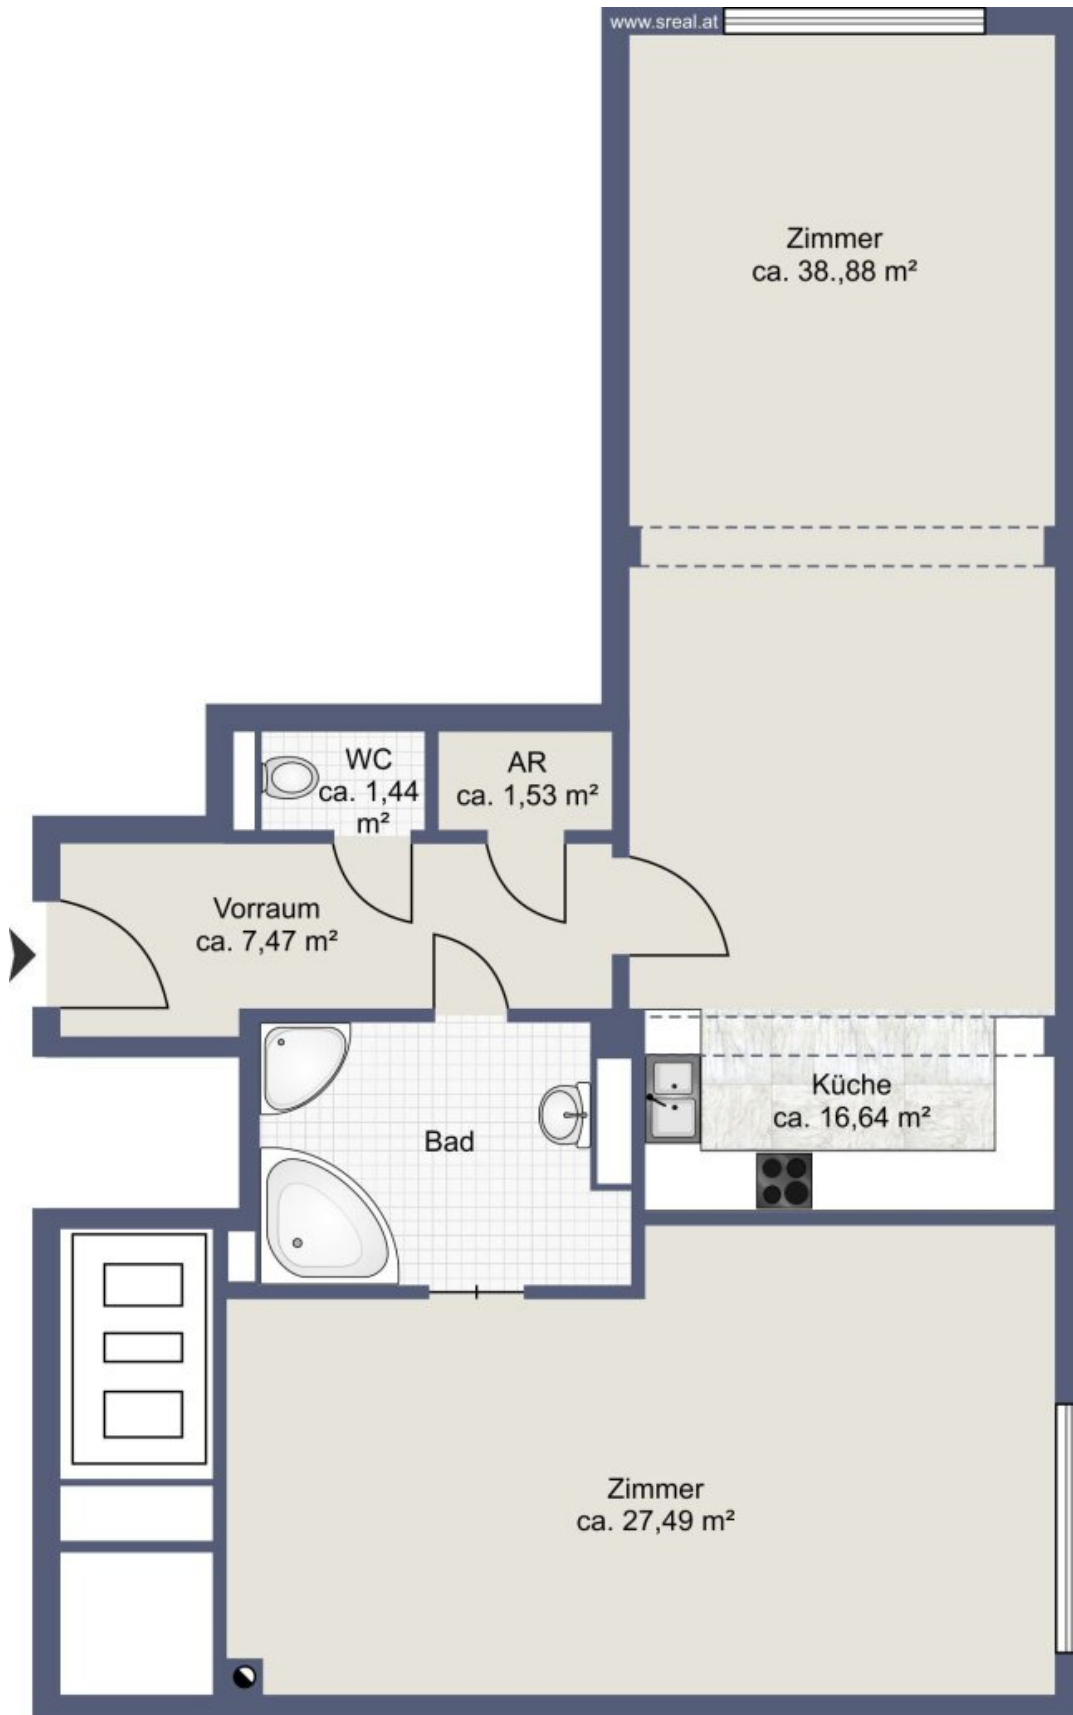 www.sreal.at
Zimmer
ca. 38.,88 m²
WC
ca. 1,44
m²
AR
ca. 1,53 m²
Vorraum
ca. 7,47 m²
Küche
ca. 16,64 m²
Bad
Zimmer
ca. 27,49 m²